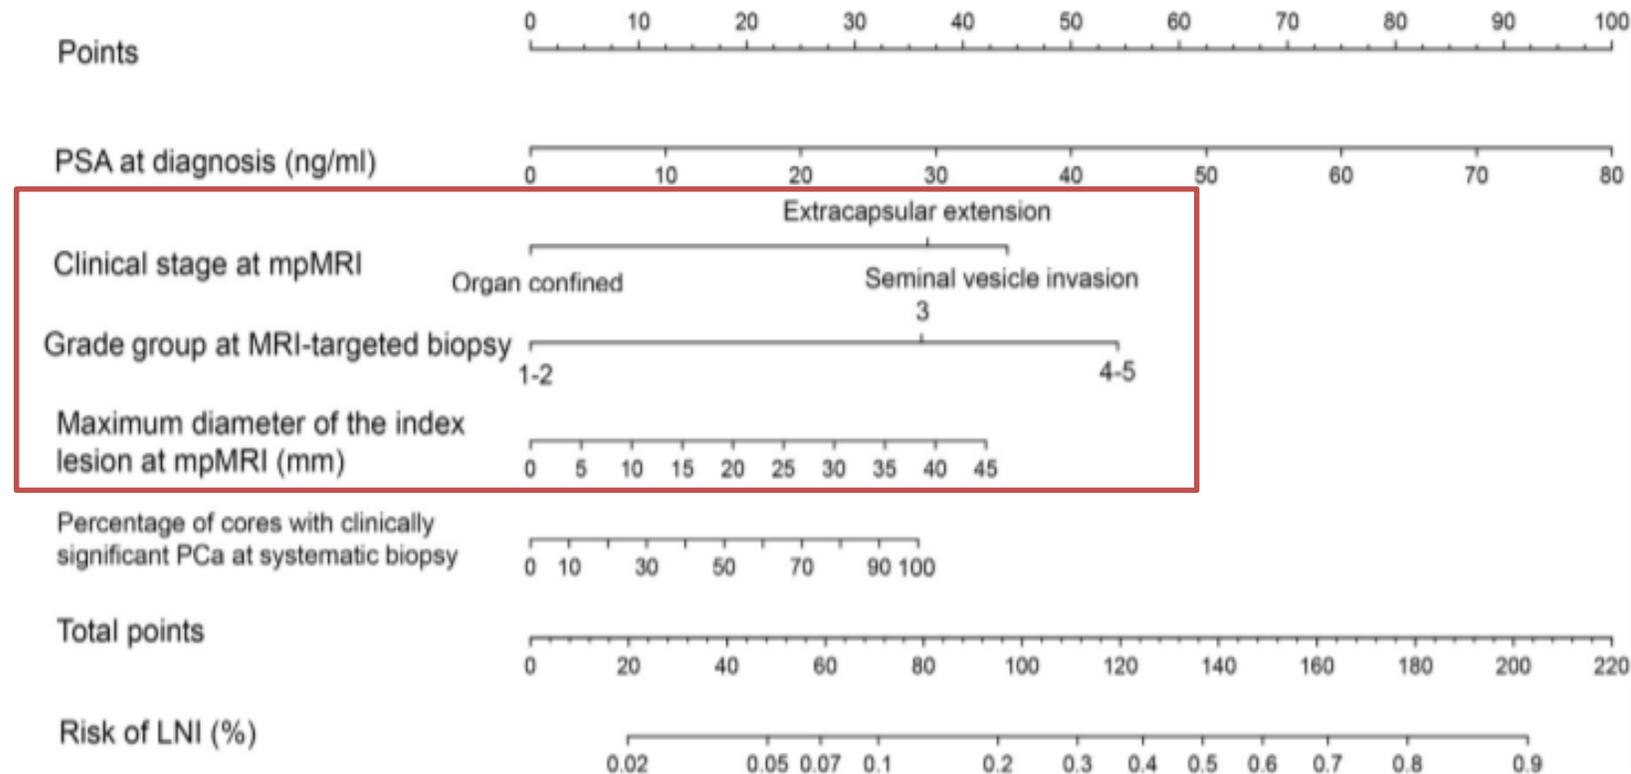 0 10 20 30 40 50 60 70 80 90 100
Points
PSA at diagnosis (ng/ml)
0 10 20 30 40 50 60 70 80
Extracapsular extension
Clinical stage at mpMRI
Organ confined
Seminal vesicle invasion
3
Grade group at MRI-targeted biopsy
1-2 4-5
Maximum diameter of the index
lesion at mpMRI (mm)
0 5 10 15 20 25 30 35 40 45
Percentage of cores with clinically
significant PCa at systematic biopsy
0 10 30 50 70 90 100
Total points
0 20 40 60 80 100 120 140 160 180 200 220
Risk of LNI (%)
0.02 0.05 0.07 0.1 0.2 0.3 0.4 0.5 0.6 0.7 0.8 0.9